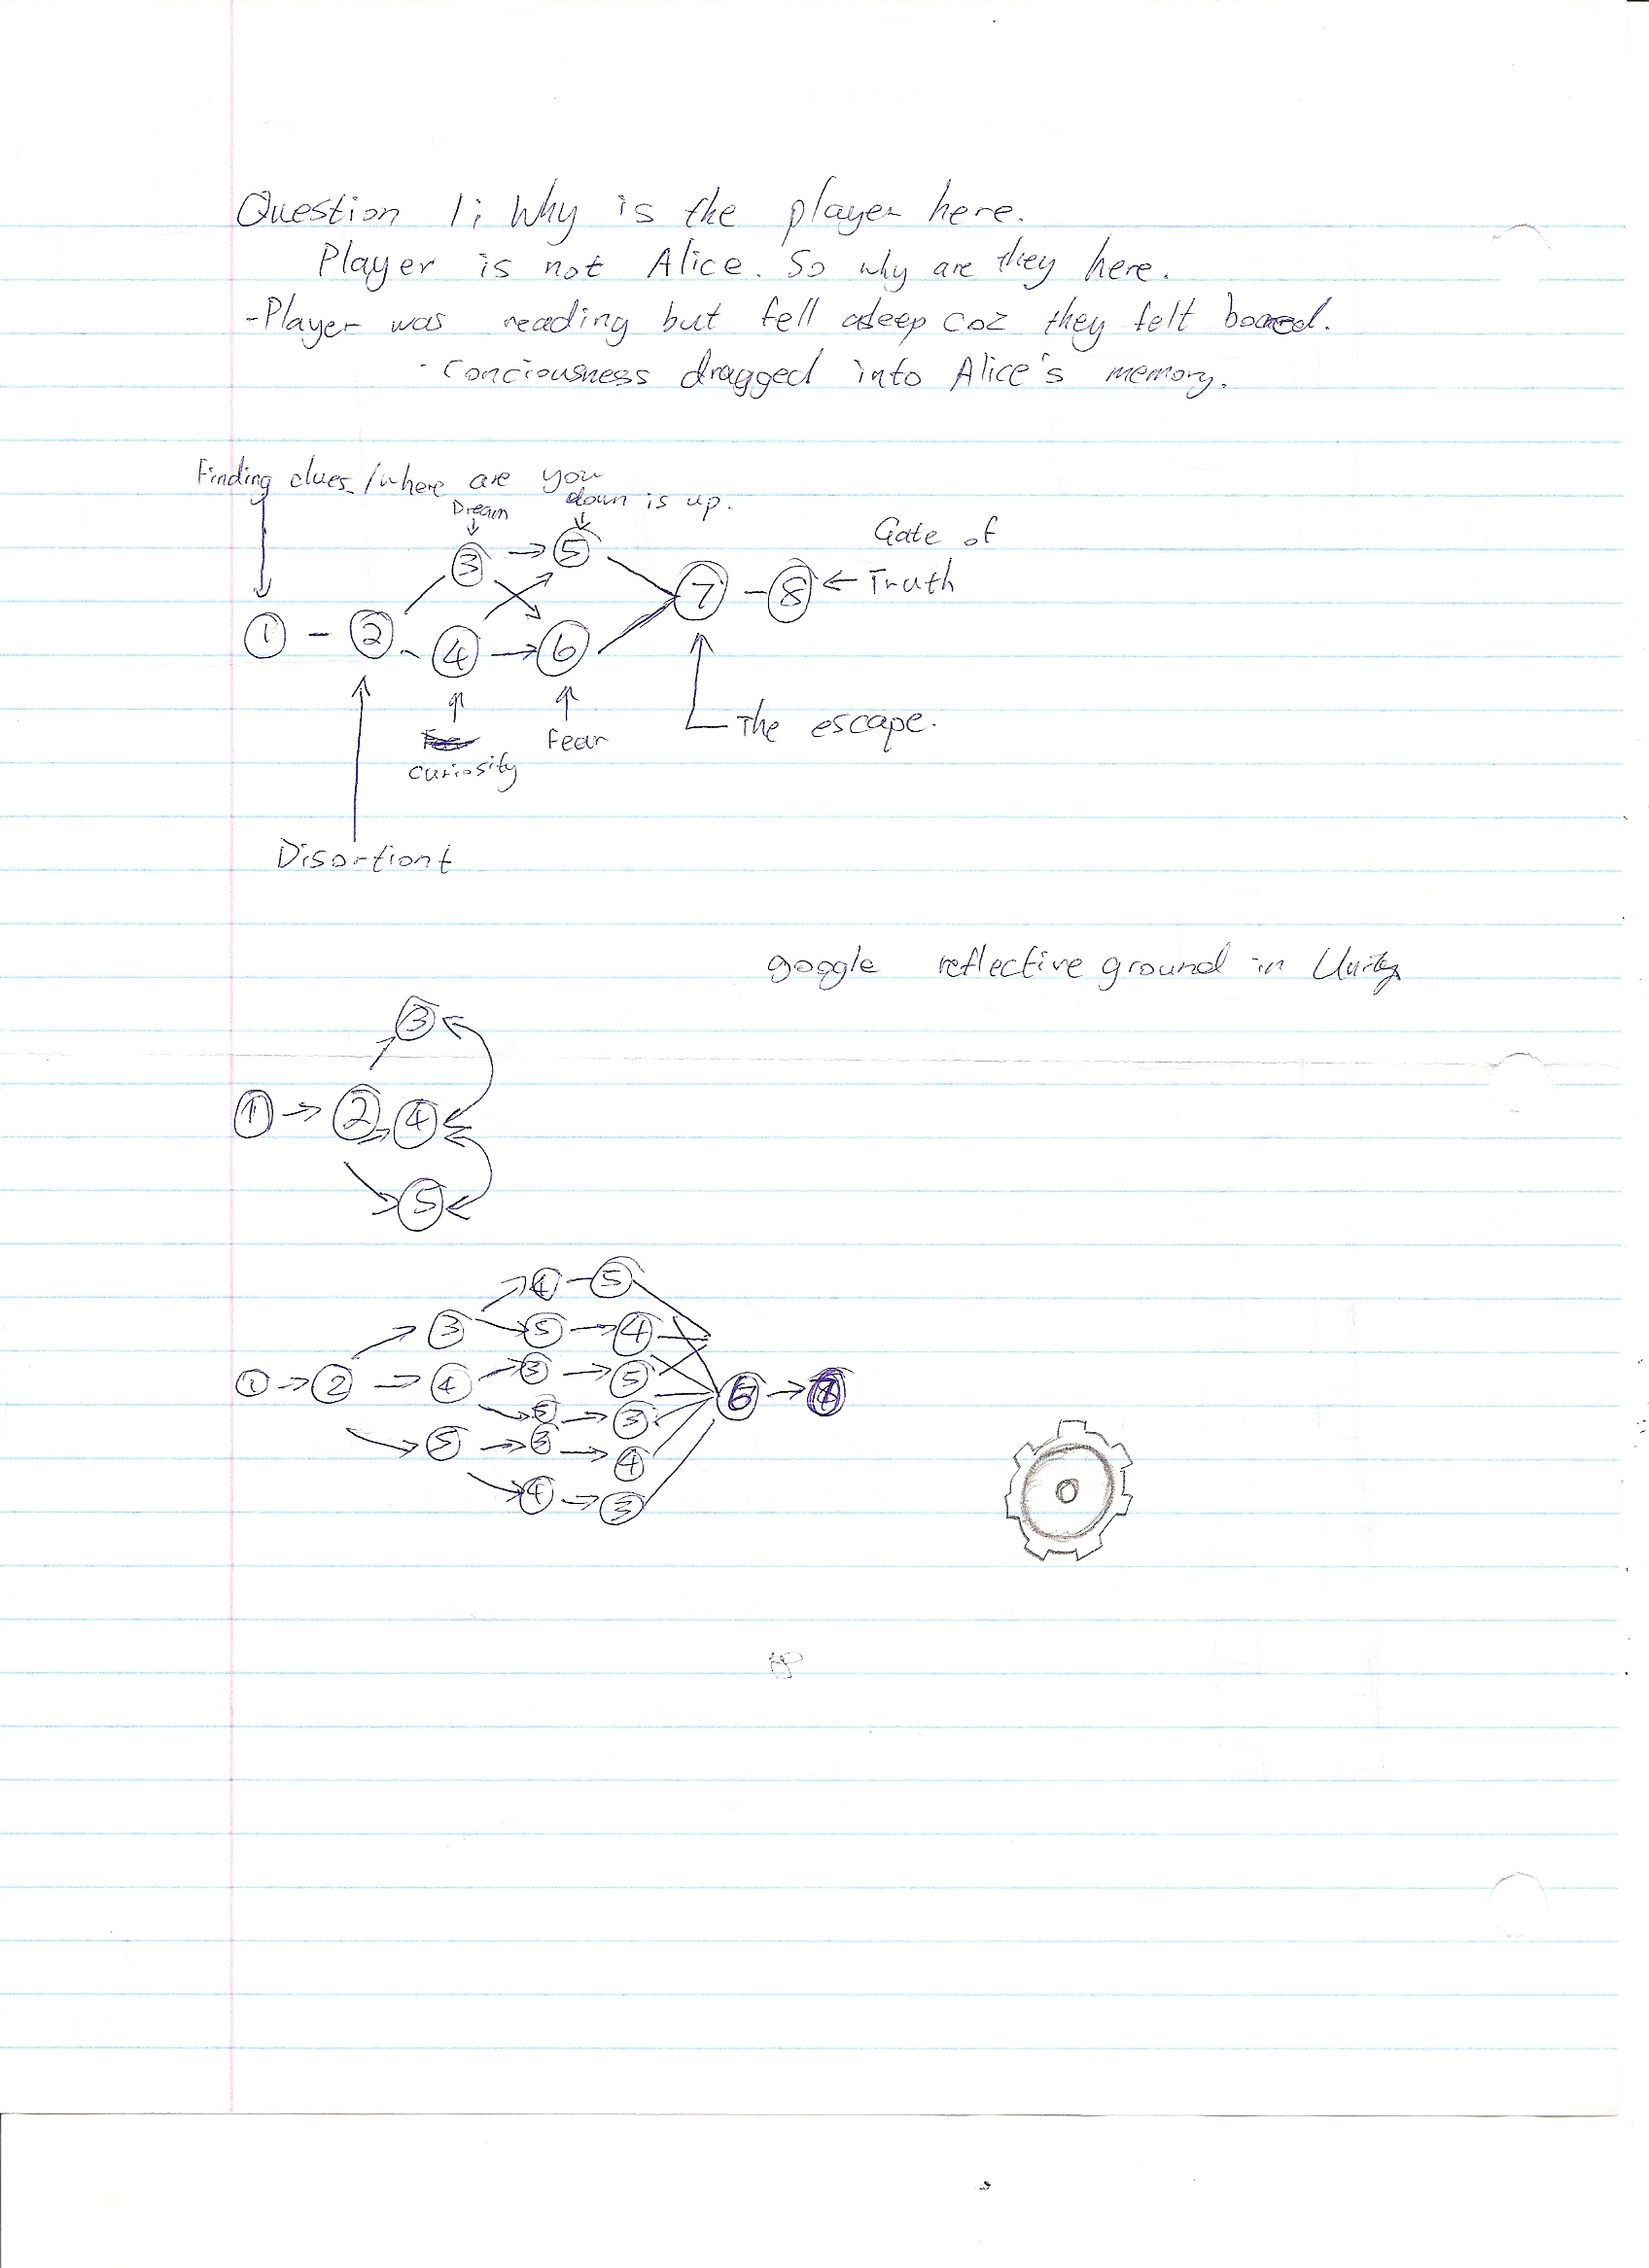 Question 1; Why is the player here.
Player is not Alice. So why are they here.
-Player was reading but fell asleep coz they felt boared.
- Conciousness dragged into Alice's memory.
Finding clues/where are you
Dream
down is up.
Gate of
3 → 5
7 - 8 ← Truth
1 - 2
4 → 6
The escape.
Fear
curiosity
Disortiont
google reflective ground in Unity
3
1 → 2 4
5
4 - 5
3 5 → 4
1 → 2 → 4 3 → 5 6 → 7
5 → 3
5 → 3 → 4
4 → 3